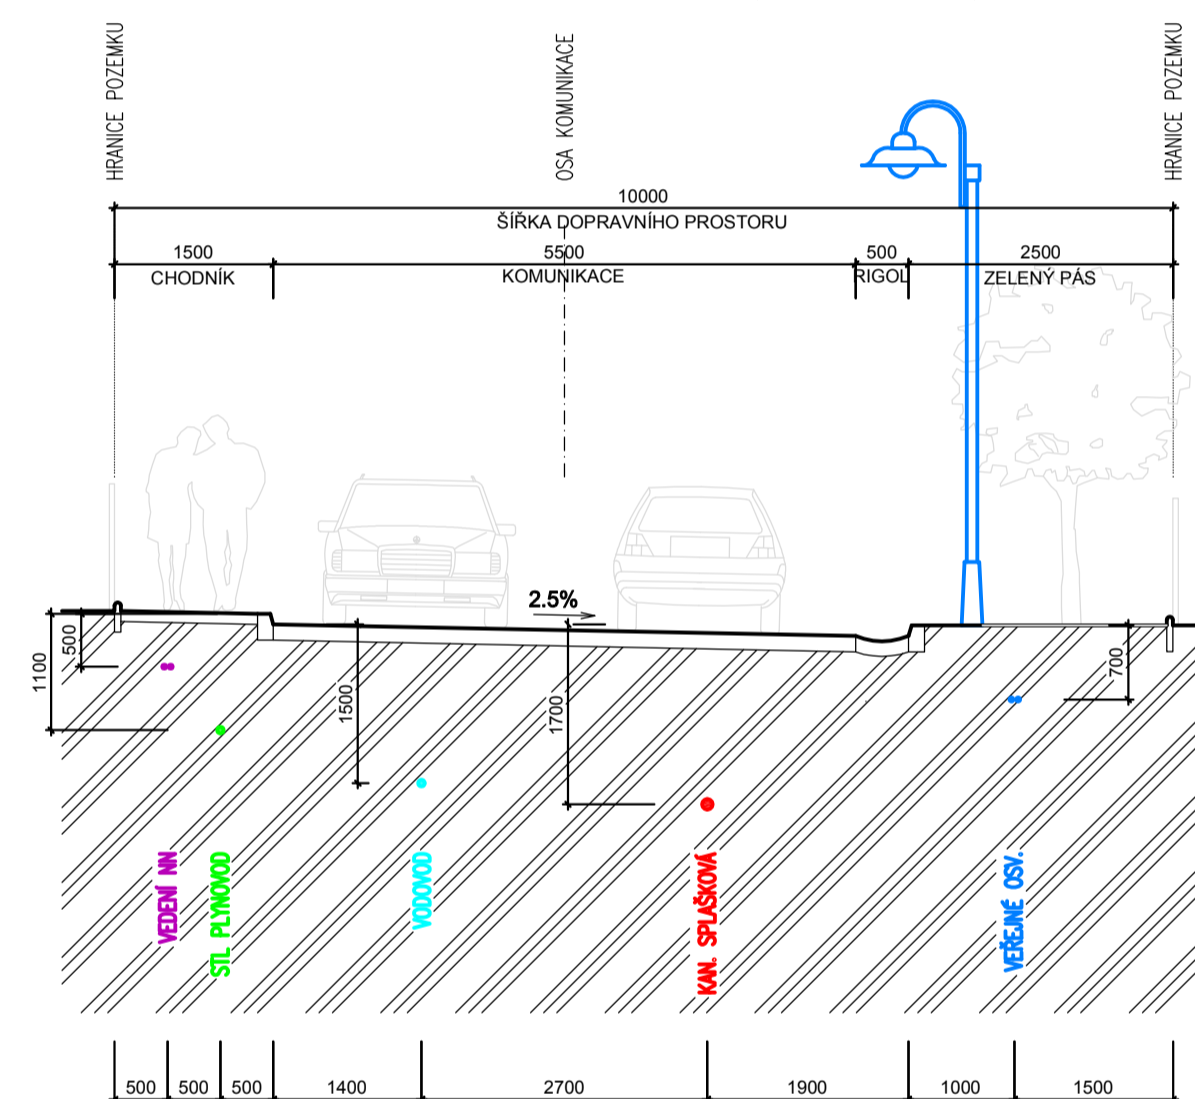 HRANICE POZEMKU
OSA KOMUNIKACE
HRANICE POZEMKU
10000
ŠÍŘKA DOPRAVNÍHO PROSTORU
1500
5500
500
2500
CHODNÍK
KOMUNIKACE
RIGOL
ZELENÝ PÁS
2.5%
1100
500
1500
1700
700
VEDENÍ NN
STL PLYNOVOD
VODOVOD
KAN. SPLAŠKOVÁ
VEŘEJNÉ OSV.
500
500
500
1400
2700
1900
1000
1500